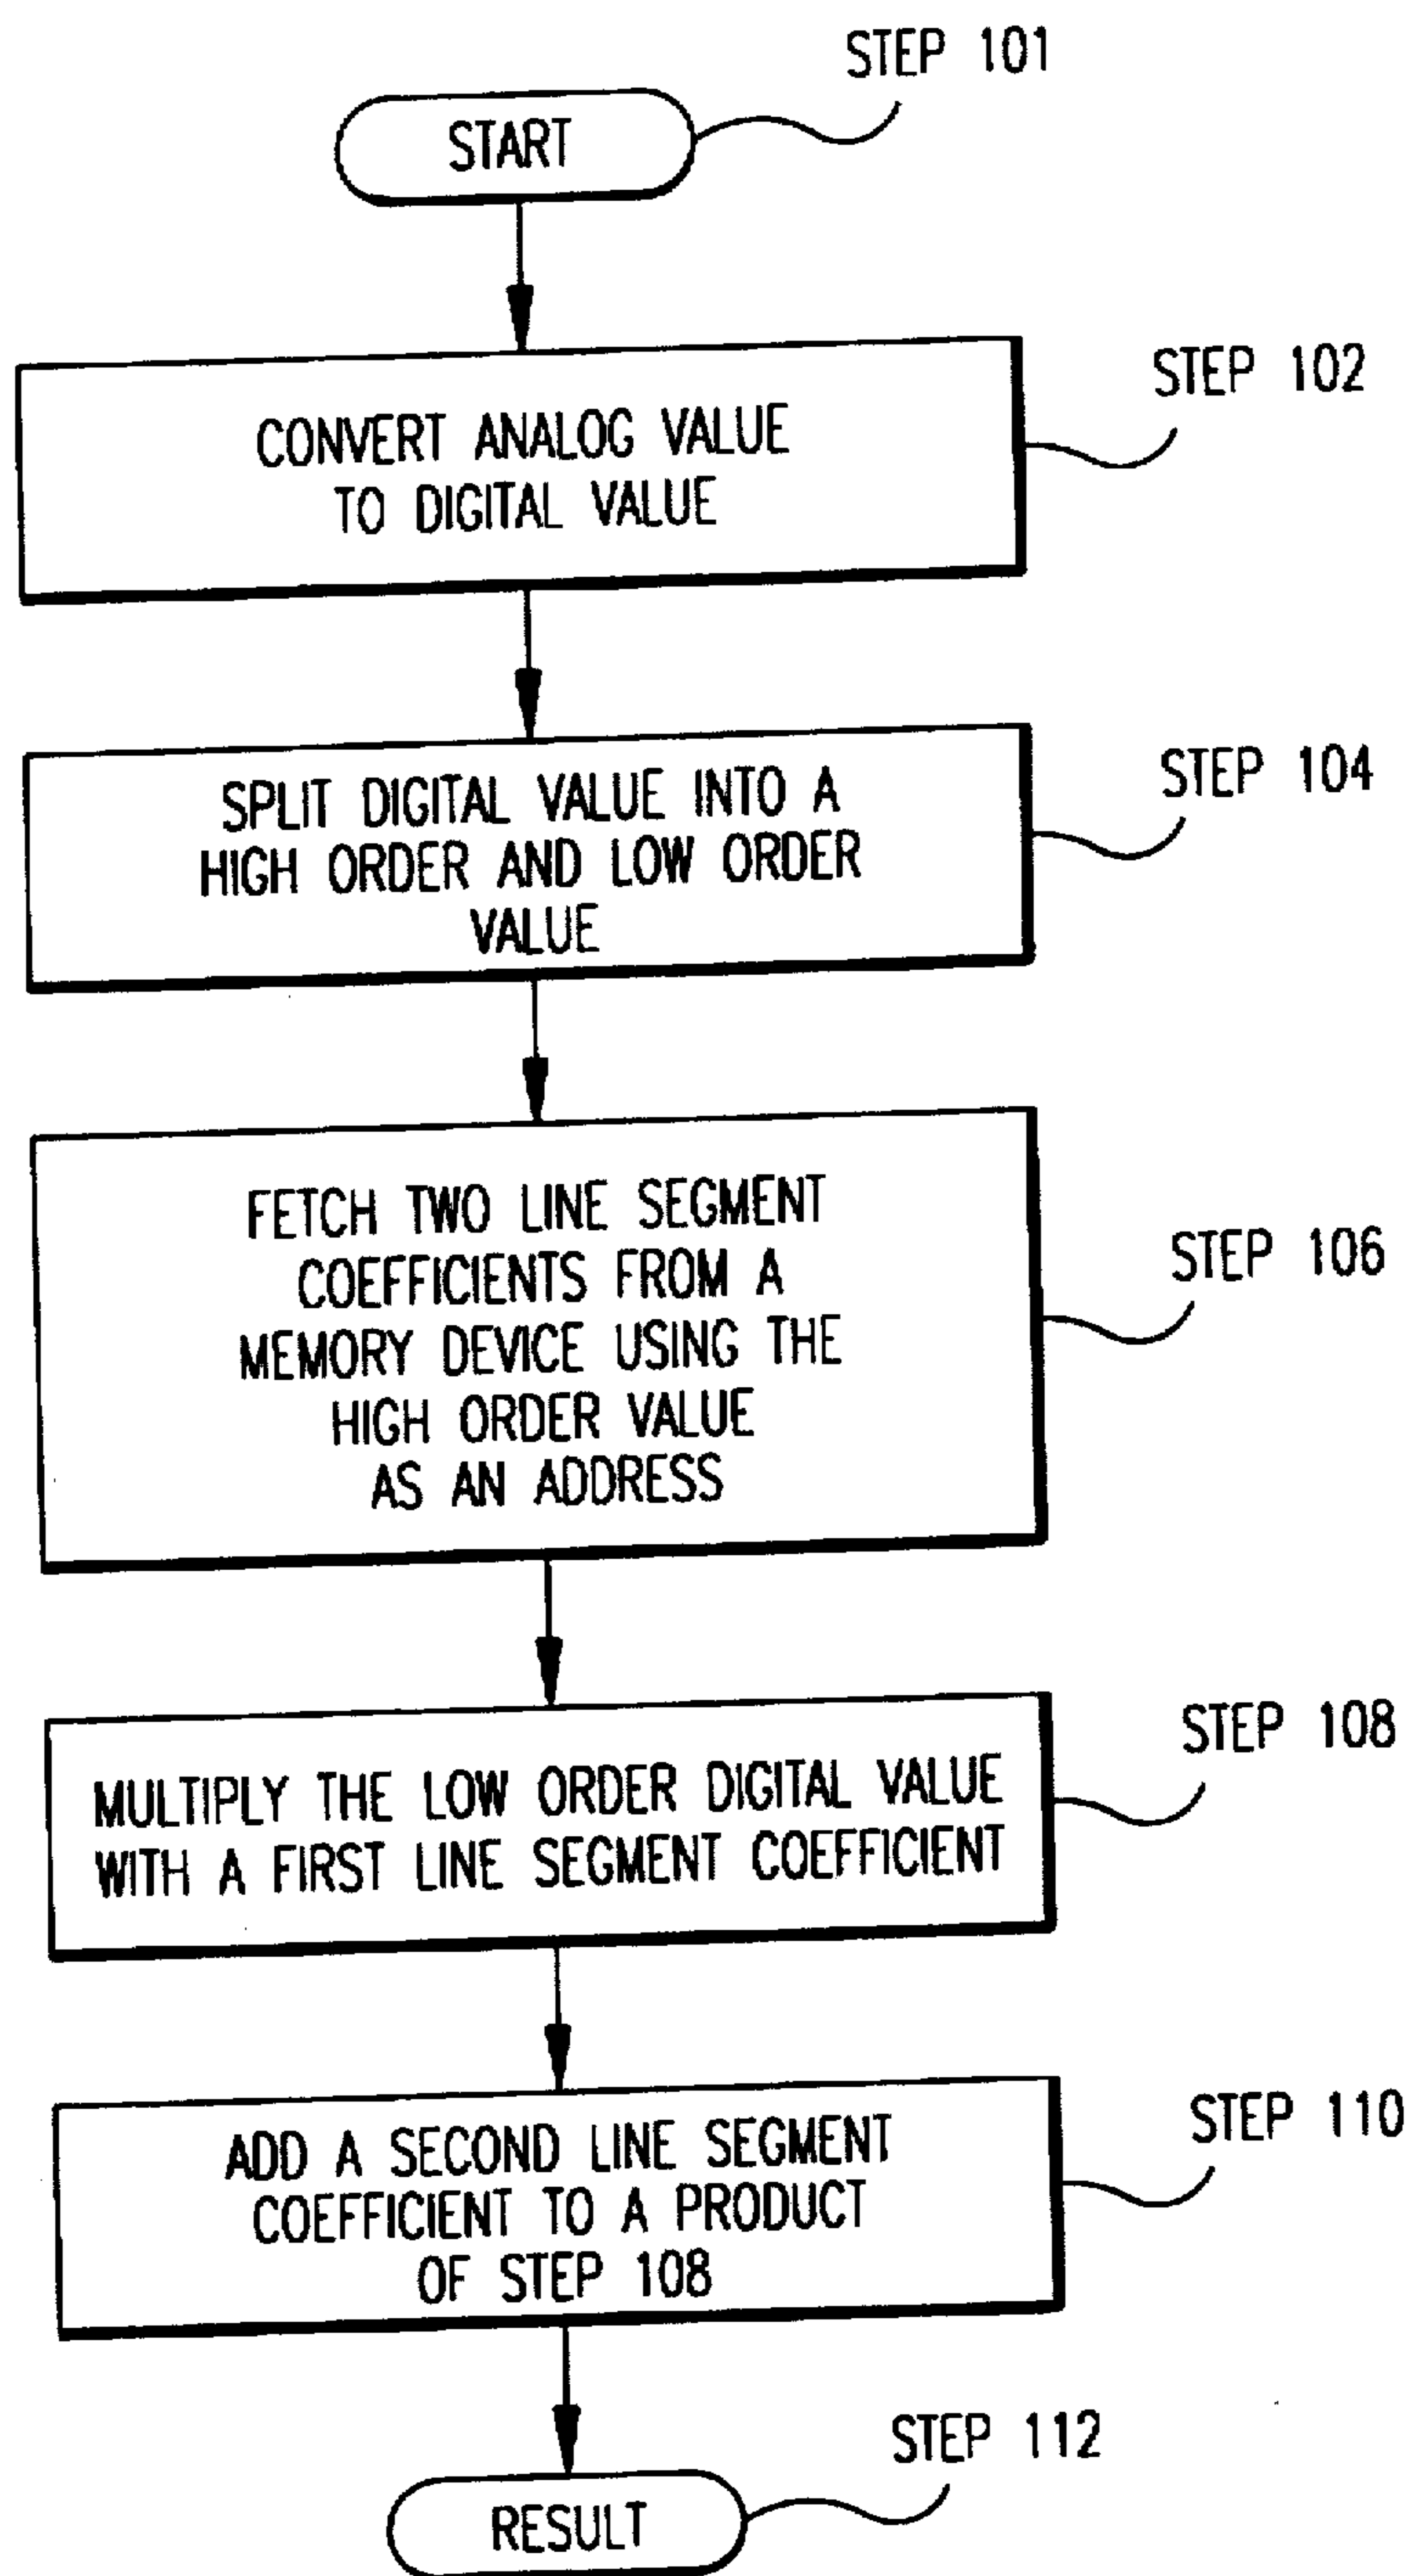 STEP 101
START
STEP 102
CONVERT ANALOG VALUE
TO DIGITAL VALUE
STEP 104
SPLIT DIGITAL VALUE INTO A
HIGH ORDER AND LOW ORDER
VALUE
STEP 106
FETCH TWO LINE SEGMENT
COEFFICIENTS FROM A
MEMORY DEVICE USING THE
HIGH ORDER VALUE
AS AN ADDRESS
STEP 108
MULTIPLY THE LOW ORDER DIGITAL VALUE
WITH A FIRST LINE SEGMENT COEFFICIENT
STEP 110
ADD A SECOND LINE SEGMENT
COEFFICIENT TO A PRODUCT
OF STEP 108
STEP 112
RESULT